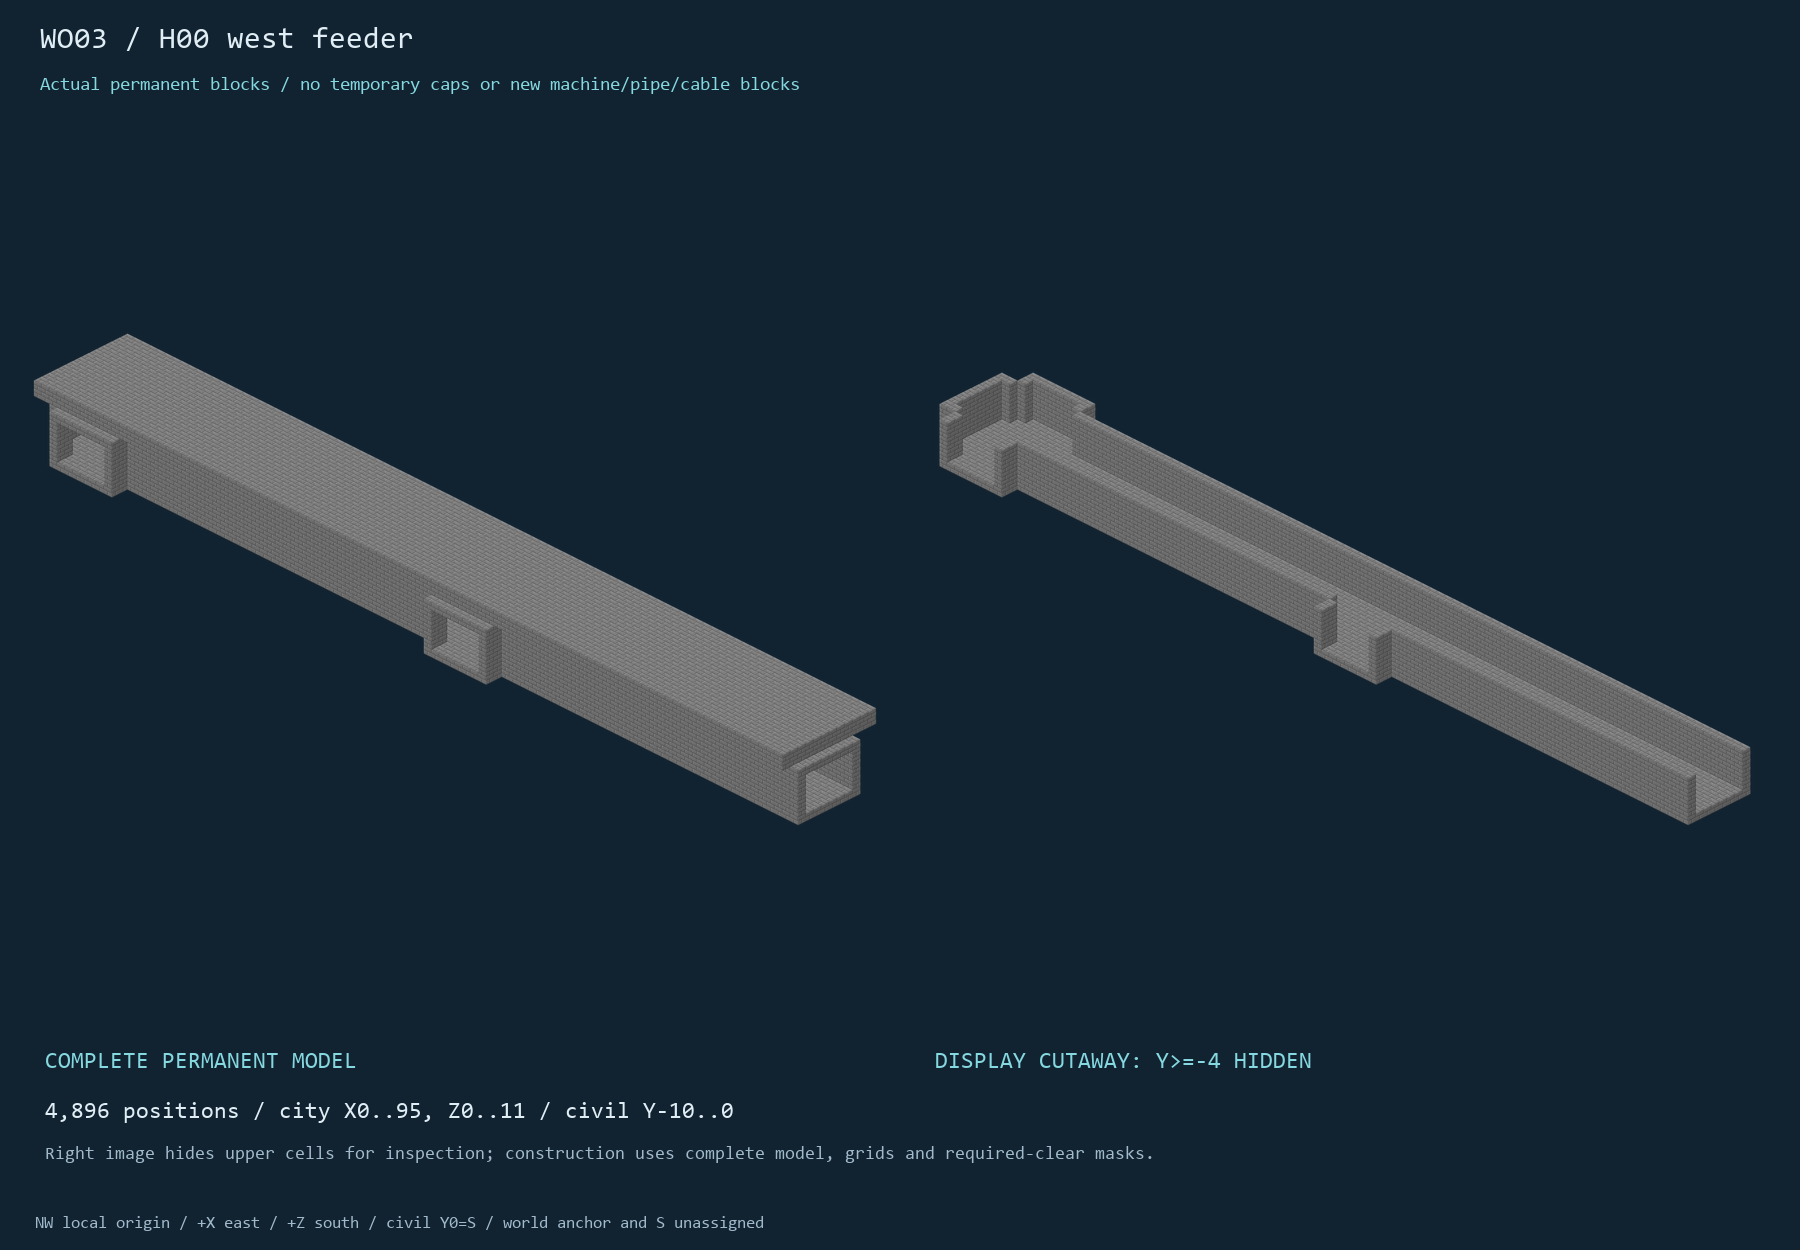 WO03 / H00 west feeder
Actual permanent blocks / no temporary caps or new machine/pipe/cable blocks
COMPLETE PERMANENT MODEL
DISPLAY CUTAWAY: Y>=-4 HIDDEN
4,896 positions / city X0..95, Z0..11 / civil Y-10..0
Right image hides upper cells for inspection; construction uses complete model, grids and required-clear masks.
NW local origin / +X east / +Z south / civil Y0=S / world anchor and S unassigned